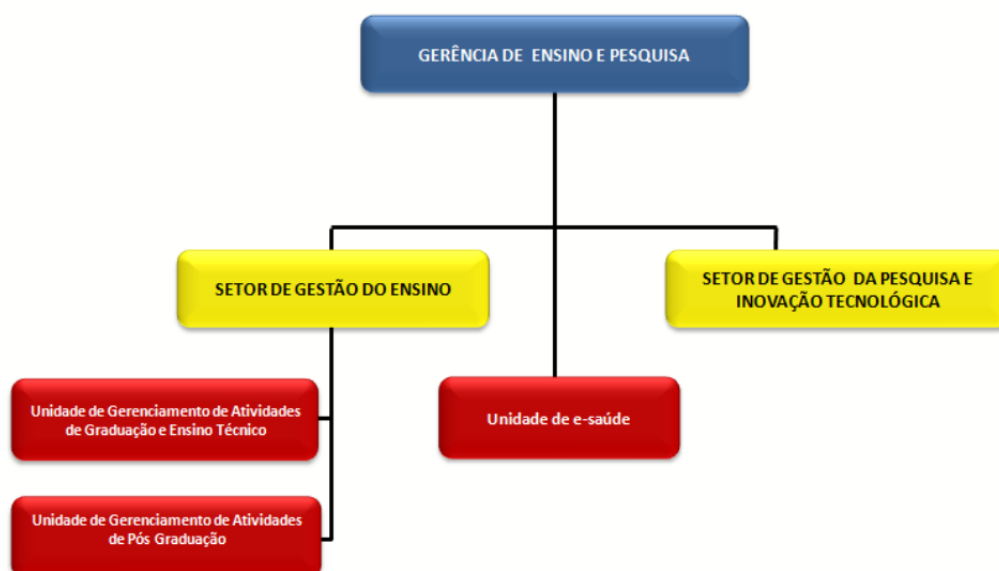 GERÊNCIA DE ENSINO E PESQUISA
SETOR DE GESTÃO DO ENSINO
SETOR DE GESTÃO DA PESQUISA E
INOVAÇÃO TECNOLÓGICA
Unidade de Gerenciamento de Atividades
de Graduação e Ensino Técnico
Unidade de e-saúde
Unidade de Gerenciamento de Atividades
de Pós Graduação